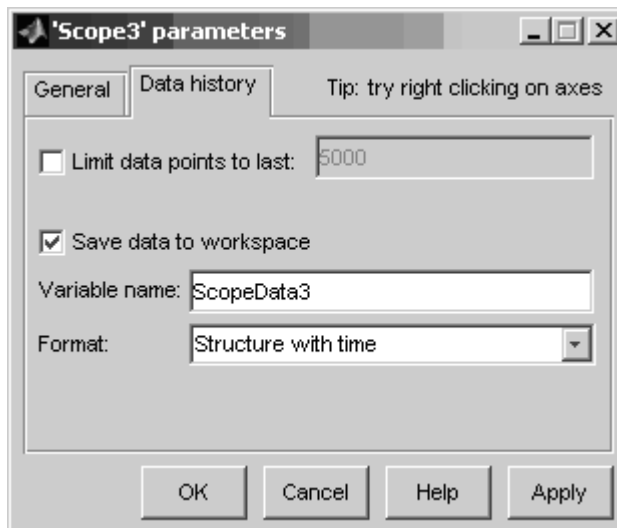 'Scope3' parameters
General Data history Tip: try right clicking on axes
Limit data points to last: 5000
Save data to workspace
Variable name: ScopeData3
Format: Structure with time
OK Cancel Help Apply